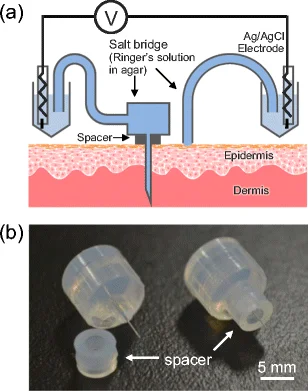 (a)
V
Salt bridge
(Ringer's solution
in agar)
Ag/AgCl
Electrode
Spacer
Epidermis
Dermis
(b)
spacer
5 mm